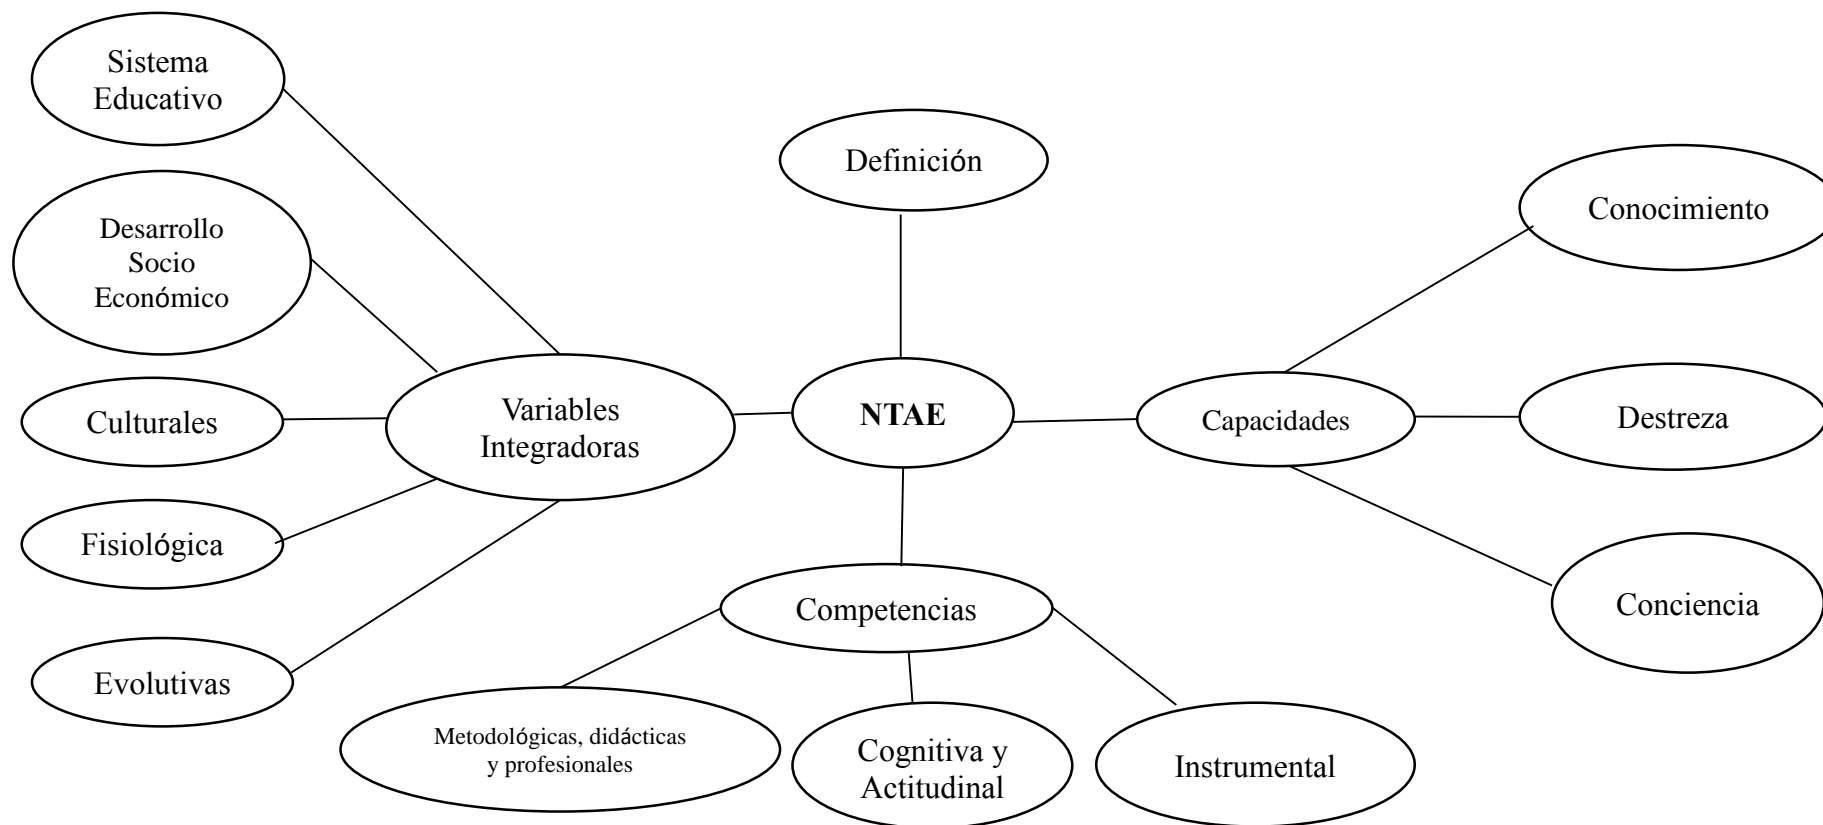 Sistema
Educativo
Definición
Conocimiento
Desarrollo
Socio
Económico
Culturales
Variables
Integradoras
NTAE
Capacidades
Destreza
Fisiológica
Competencias
Conciencia
Evolutivas
Metodológicas, didácticas
y profesionales
Cognitiva y
Actitudinal
Instrumental